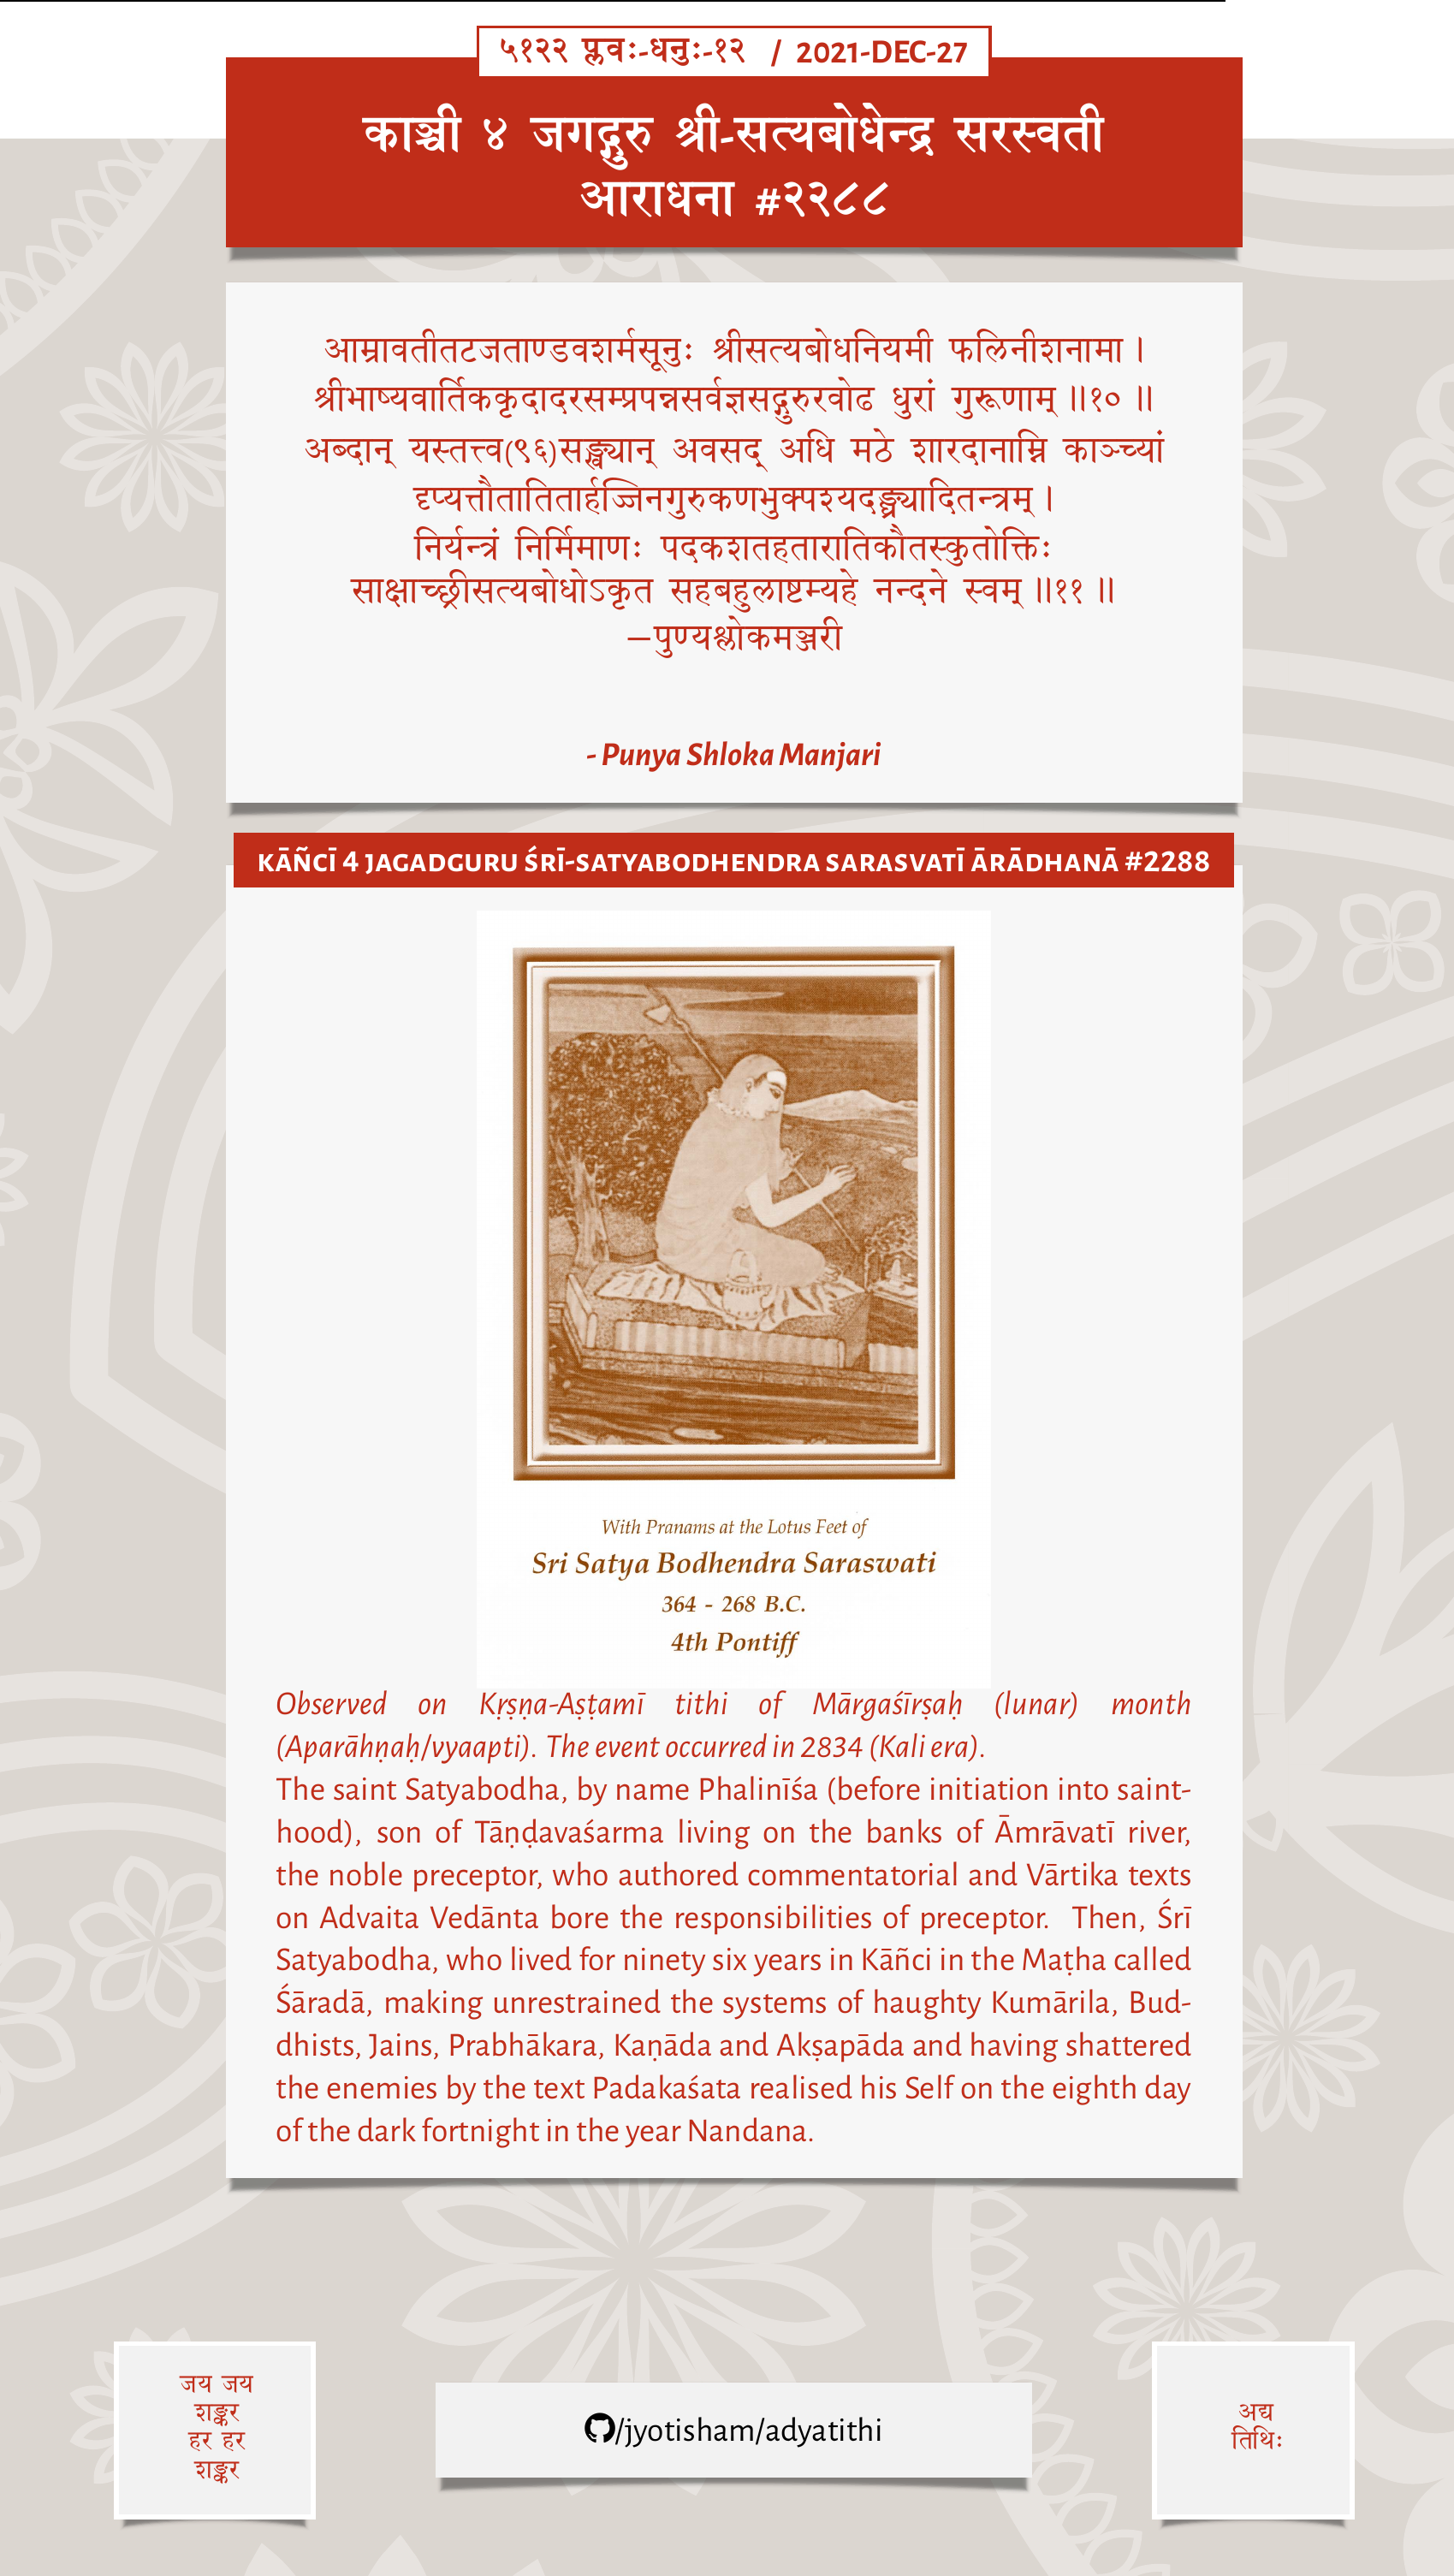 ५१२२ प्लवः-धनुः-१२ / 2021-DEC-27
काञ्ची ४ जगद्गुरु श्री-सत्यबोधेन्द्र सरस्वती
आराधना #२२८८
आम्रावतीतटजताण्डवशर्मसूनुः श्रीसत्यबोधनियमी फलिनीशनामा।
श्रीभाष्यवार्तिककृदादरसम्प्रपन्नसर्वज्ञसद्गुरुरवोढ धुरां गुरूणाम्॥१०॥
अब्दान् यस्तत्त्व(९६)सङ्ख्यान् अवसद् अधि मठे शारदानाम्नि काञ्च्यां
दृप्यत्तौतातितार्हज्जिनगुरुकणभुक्पश्यदङ्घ्र्यादितन्त्रम्।
निर्यन्त्रं निर्मिमाणः पदकशतहतारातिकौतस्कुतोक्तिः
साक्षाच्छ्रीसत्यबोधोऽकृत सहबहुलाष्टम्यहे नन्दने स्वम्॥११॥
—पुण्यश्लोकमञ्जरी
- Punya Shloka Manjari
KĀÑCĪ 4 JAGADGURU ŚRĪ-SATYABODHENDRA SARASVATĪ ĀRĀDHANĀ #2288
With Pranams at the Lotus Feet of
Sri Satya Bodhendra Saraswati
364 - 268 B.C.
4th Pontiff
Observed on Kṛṣṇa-Aṣṭamī tithi of Mārgaśīrṣaḥ (lunar) month
(Aparāhṇaḥ/vyaapti). The event occurred in 2834 (Kali era).
The saint Satyabodha, by name Phalinīśa (before initiation into saint-
hood), son of Tāṇḍavaśarma living on the banks of Āmrāvatī river,
the noble preceptor, who authored commentatorial and Vārtika texts
on Advaita Vedānta bore the responsibilities of preceptor. Then, Śrī
Satyabodha, who lived for ninety six years in Kāñci in the Maṭha called
Śāradā, making unrestrained the systems of haughty Kumārila, Bud-
dhists, Jains, Prabhākara, Kaṇāda and Akṣapāda and having shattered
the enemies by the text Padakaśata realised his Self on the eighth day
of the dark fortnight in the year Nandana.
जय जय
शङ्कर
हर हर
शङ्कर
/jyotisham/adyatithi
अद्य
तिथिः